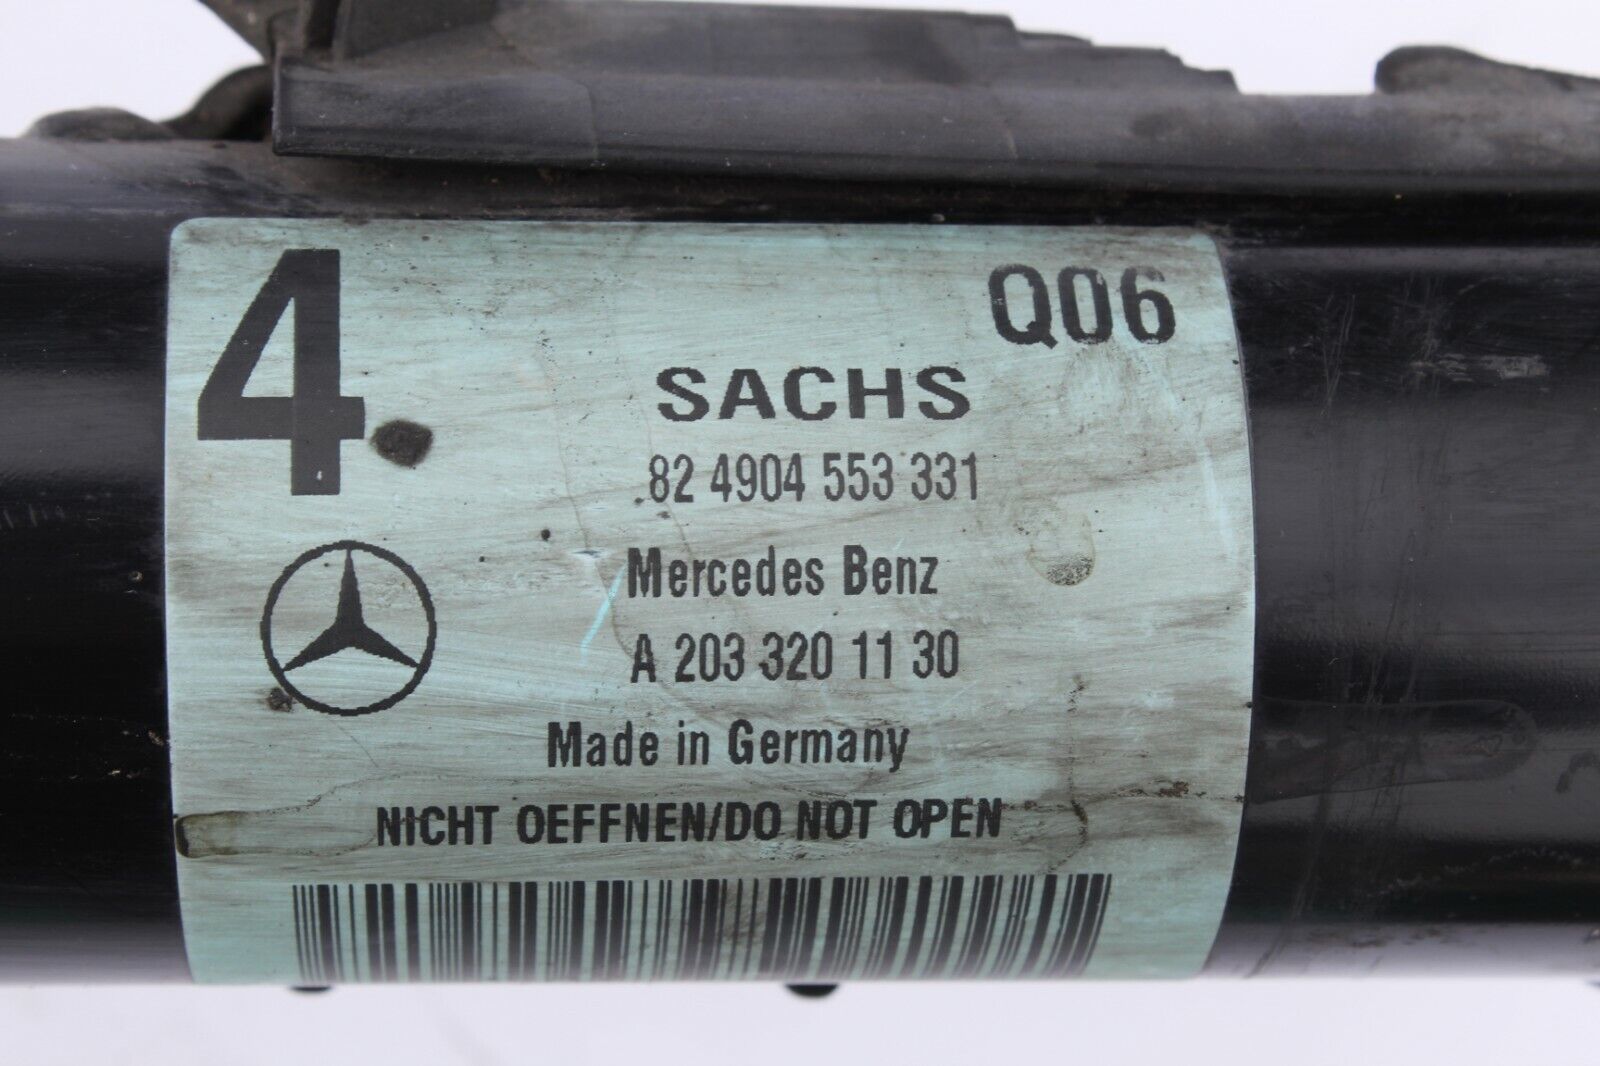 4
Q06
SACHS
82 4904 553 331
Mercedes Benz
A 203 320 11 30
Made in Germany
NICHT OEFFNEN/DO NOT OPEN